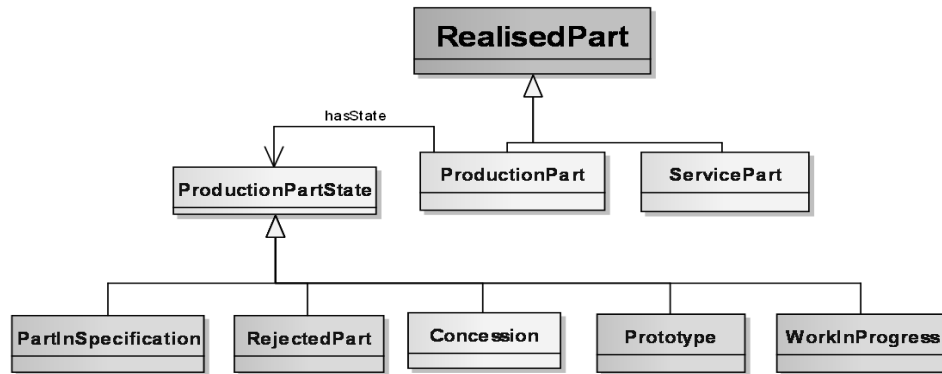 RealisedPart
hasState
ProductionPartState
ProductionPart
ServicePart
PartInSpecification
RejectedPart
Concession
Prototype
WorkInProgress